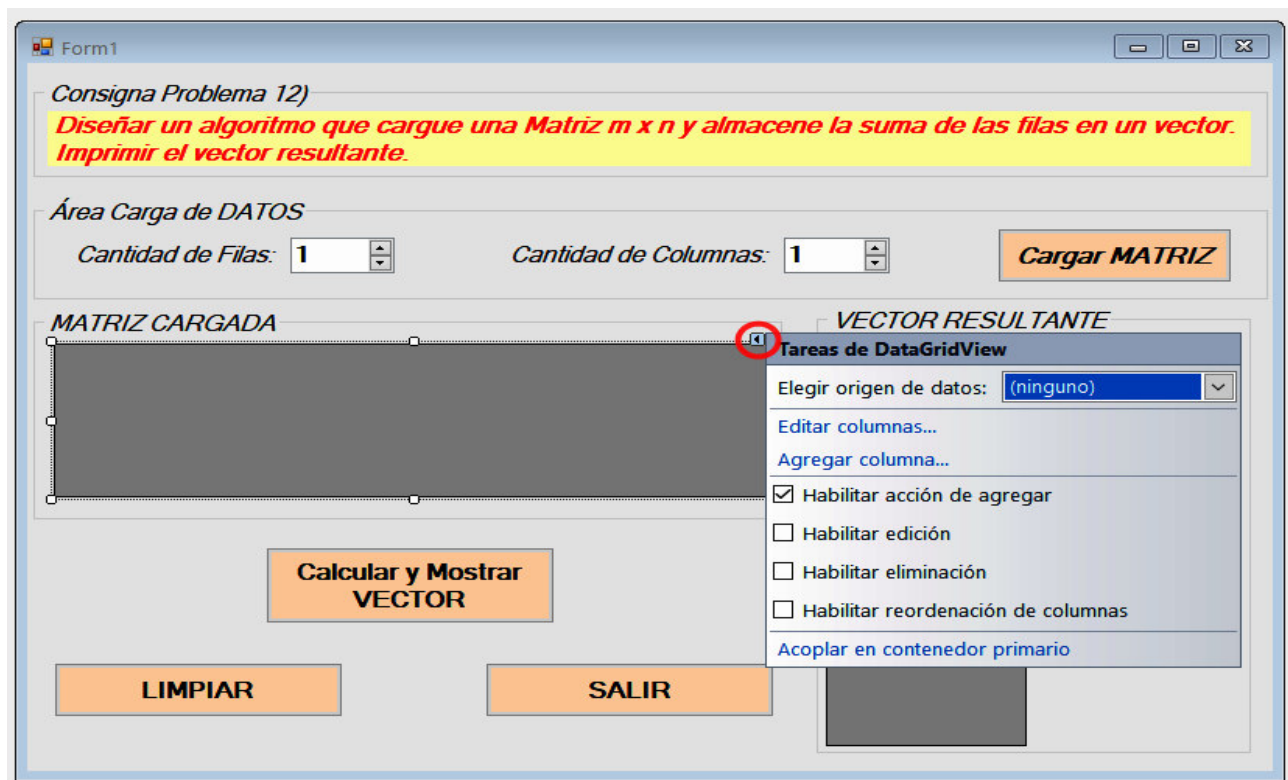 Form1
Consigna Problema 12)
Diseñar un algoritmo que cargue una Matriz m x n y almacene la suma de las filas en un vector.
Imprimir el vector resultante.
Área Carga de DATOS
Cantidad de Filas: 1
Cantidad de Columnas: 1
Cargar MATRIZ
MATRIZ CARGADA
VECTOR RESULTANTE
Tareas de DataGridView
Elegir origen de datos: (ninguno)
Editar columnas...
Agregar columna...
Habilitar acción de agregar
Habilitar edición
Habilitar eliminación
Habilitar reordenación de columnas
Acoplar en contenedor primario
Calcular y Mostrar
VECTOR
LIMPIAR
SALIR